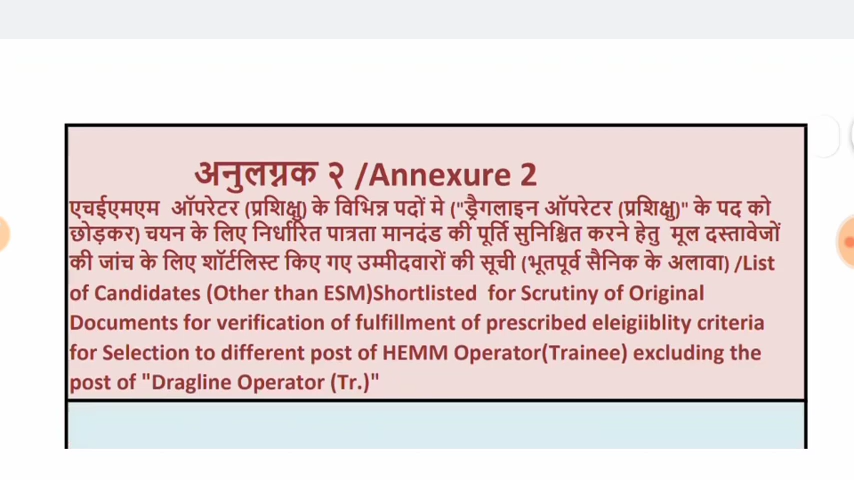 अनुलग्नक २ /Annexure 2
एचईएमएम ऑपरेटर (प्रशिक्षु) के विभिन्न पदों मे ("ड्रैगलाइन ऑपरेटर (प्रशिक्षु)" के पद को
छोड़कर) चयन के लिए निर्धारित पात्रता मानदंड की पूर्ति सुनिश्चित करने हेतु मूल दस्तावेजों
की जांच के लिए शॉर्टलिस्ट किए गए उम्मीदवारों की सूची (भूतपूर्व सैनिक के अलावा) /List
of Candidates (Other than ESM)Shortlisted for Scrutiny of Original
Documents for verification of fulfillment of prescribed eleigiiblity criteria
for Selection to different post of HEMM Operator(Trainee) excluding the
post of "Dragline Operator (Tr.)"